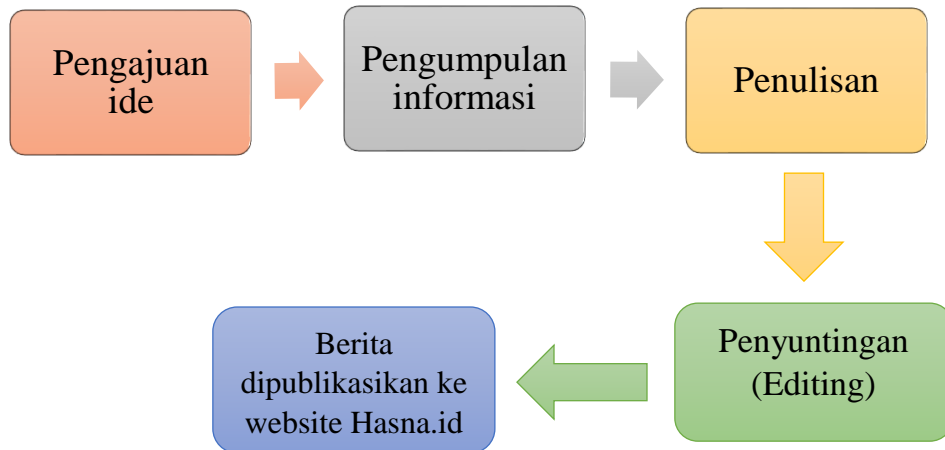 Pengajuan
ide
Pengumpulan
informasi
Penulisan
Penyuntingan
(Editing)
Berita
dipublikasikan ke
website Hasna.id